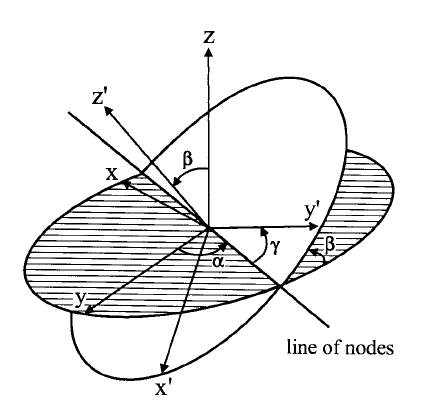 z
z'
β
x
y'
γ
β
α
y
line of nodes
x'